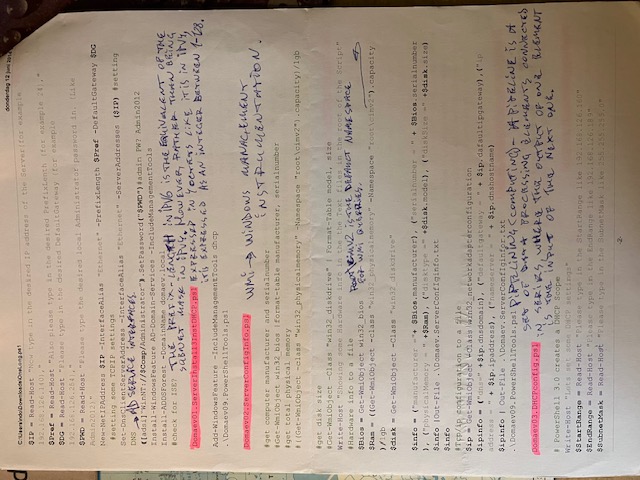 C:\Users\indo\Downloads\OneLong.ps1
donderdag 12 juni 201
$IP = Read-Host "Now type in the desired IP address of the Server(for example
192.168.126.140),"
$Pref = Read-Host "Also please type in the desired PrefixLenth (for example 24),"
$DG = Read-Host "Please type in the desired DefaultGateway (for example
192.168.126.254),"
$PWD = Read-Host "Please type the desired local Administrator password in. (Like
Admin2012)"
New-NetIPAddress $IP -InterfaceAlias "Ethernet" -PrefixLength $Pref -DefaultGateway $DG
#setting some TCPIP settings
Set-DnsClientServerAddress -InterfaceAlias "Ethernet" -ServerAddresses ($IP) #setting
DNS → AD SERVICE INTERFACES
([adsi]"WinNT://$Comp/Administrator").SetPassword("$PWD")#admin PW? Admin2012
Install-WindowsFeature AD-Domain-Services -IncludeManagementTools
Install-ADDSForest -DomainName domaev.local
#check for ISE?
THE PREFIX-LENGTH IN IPV6 IS THE EQUIVALENT OF THE
SUBNET MASK IN IPV4. HOWEVER, RATHER THAN BEING
EXPRESSED IN 4 OCTETS LIKE IT IS IN IPV4,
IT IS EXPRESSED AS AN INTEGER BETWEEN 1-128.
Domaev01.ServerInstall3InstDHCP.ps1
Add-WindowsFeature -IncludeManagementTools dhcp
.\Domaev09.PowerShellTools.ps1
Domaev02.ServerConfigInfo.ps1
WMI → WINDOWS MANAGEMENT
INSTRUMENTATION.
#get computer manufacturer and serialnumber
#Get-WmiObject win32_bios |format-table manufacturer, serialnumber
#get total physical memory
#((Get-WmiObject -class "win32_physicalmemory" -Namespace "root\cimv2").capacity)/1gb
#get disk size
#Get-WmiObject -Class "win32_diskdrive" | Format-Table model, size
Write-Host "Showing some Hardware info in the Text files in the root of the Script"
#Hardware info to a file
ROOT\CIMV2 IS THE DEFAULT NAMESPACE
FOR WMI QUERIES.
$Bios = Get-WmiObject win32_bios
$Ram = ((Get-WmiObject -class "win32_physicalmemory" -Namespace "root\cimv2").capacity
)/1gb
$disk = Get-WmiObject -Class "win32_diskdrive"
$info = ("manufacturer ="+ $Bios.manufacturer), ("serialnumber = " + $Bios.serialnumber
), ("physicalMemory = " +$Ram), ("disktype =" +$disk.model), ("diskSize =" +$disk.size)
$info |Out-File .\Domaev.ServerConfiginfo.txt
$info
#Tcp/ip configuration to a file
$ip = Get-WmiObject -Class win32_networkadapterconfiguration
$ipinfo = ("dns=" +$ip.dnsdomain), ("defaultgateway = " +$ip.defaultipgateway),("ip
address = " + $ip.ipaddress), ("nameserver = " + $ip.dnshostname)
$ipinfo | Out-File .\Domaev.ServerConfigInfo.txt
.\Domaev09.PowerShellTools.ps1
PIPELINING (COMPUTING) - A PIPELINE IS A
SET OF DATA PROCESSING ELEMENTS CONNECTED
IN SERIES, WHERE THE OUTPUT OF ONE ELEMENT
IS THE INPUT OF THE NEXT ONE.
Domaev03.DHCPconfig.ps1
# PowerShell 3.0 creates a DHCP Scope
Write-Host "Lets set some DHCP settings"
$StartRange = Read-Host "Please type in the StartRange like 192.168.126.160"
$EndRange = Read-Host "Please type in the EndRange like 192.168.126.189"
$SubnetMask = Read-Host "Please type in the SubnetMask like 255.255.255.0"
-2-